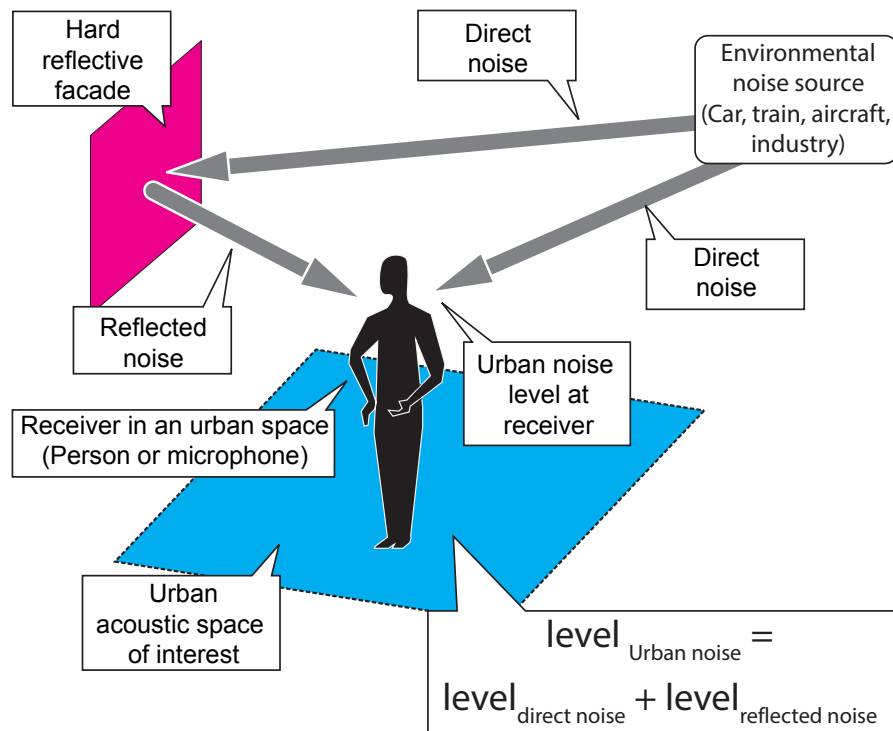 Hard
reflective
facade
Direct
noise
Environmental
noise source
(Car, train, aircraft,
industry)
Direct
noise
Reflected
noise
Urban noise
level at
receiver
Receiver in an urban space
(Person or microphone)
Urban
acoustic space
of interest
level Urban noise =
level direct noise + level reflected noise